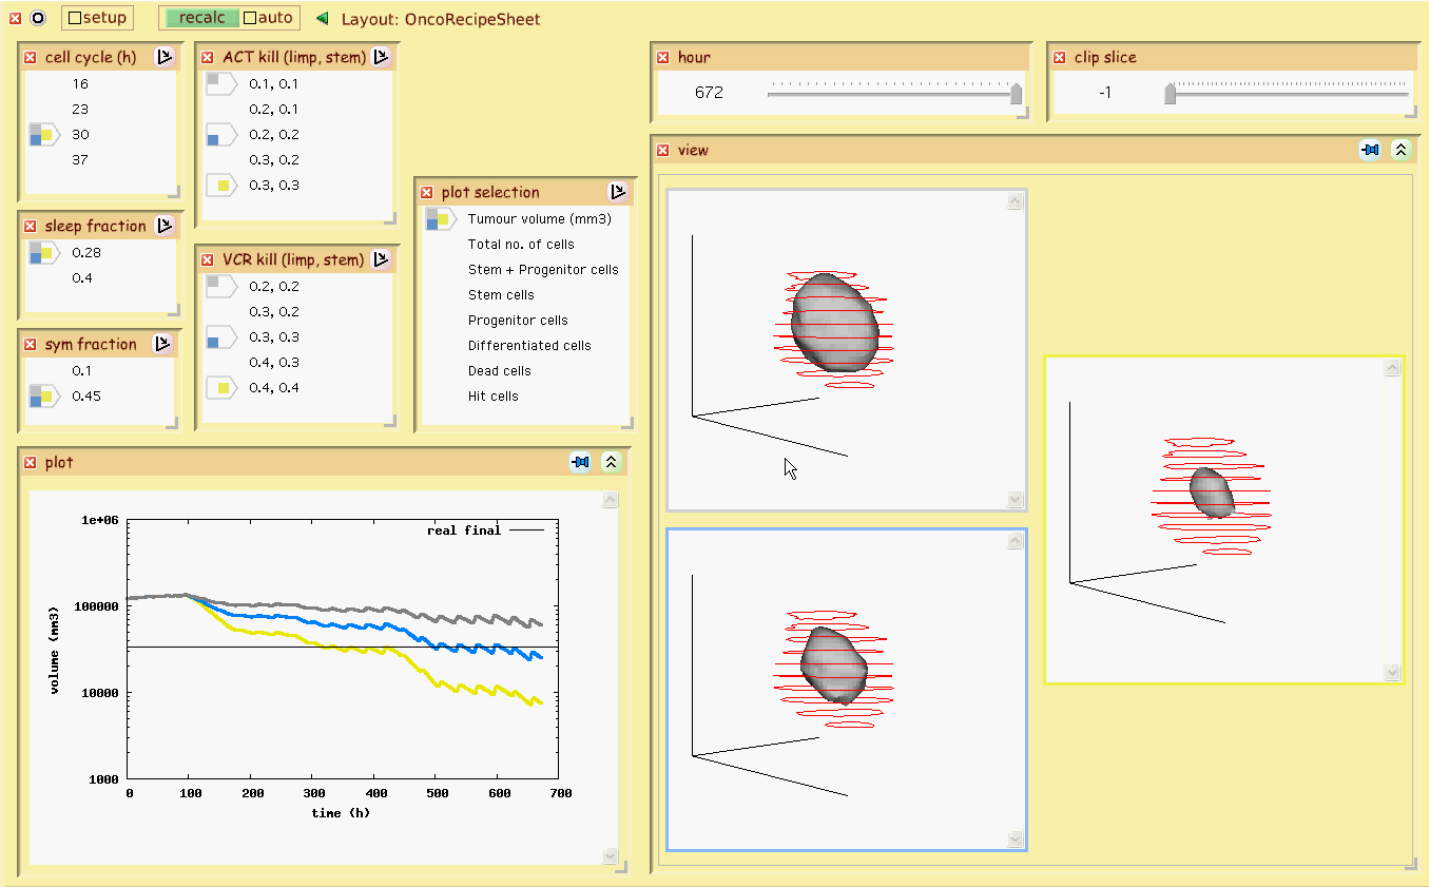 setup
recalc
auto
Layout: OncoRecipeSheet
cell cycle (h)
16
23
30
37
ACT kill (limp, stem)
0.1, 0.1
0.2, 0.1
0.2, 0.2
0.3, 0.2
0.3, 0.3
hour
672
clip slice
-1
view
sleep fraction
0.28
0.4
VCR kill (limp, stem)
0.2, 0.2
0.3, 0.2
0.3, 0.3
0.4, 0.3
0.4, 0.4
plot selection
Tumour volume (mm3)
Total no. of cells
Stem + Progenitor cells
Stem cells
Progenitor cells
Differentiated cells
Dead cells
Hit cells
sym fraction
0.1
0.45
plot
real final
1e+06
100000
10000
1000
volume (mm3)
0 100 200 300 400 500 600 700
time (h)